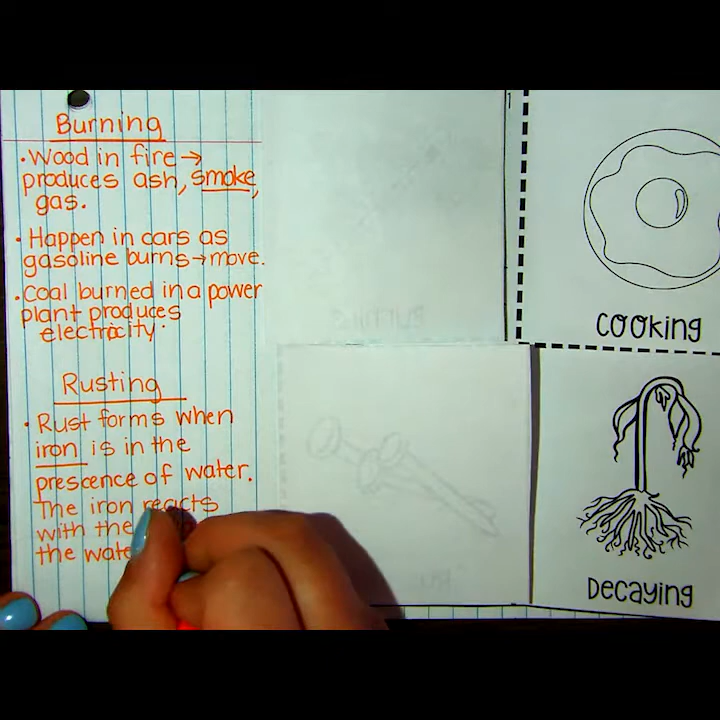 Burning
• Wood in fire →
produces ash, smoke,
gas.
• Happen in cars as
gasoline burns → move.
• Coal burned in a power
plant produces
electricity.
Rusting
• Rust forms when
iron is in the
prescence of water.
The iron reacts
with the
the wate
COOKING
Decaying